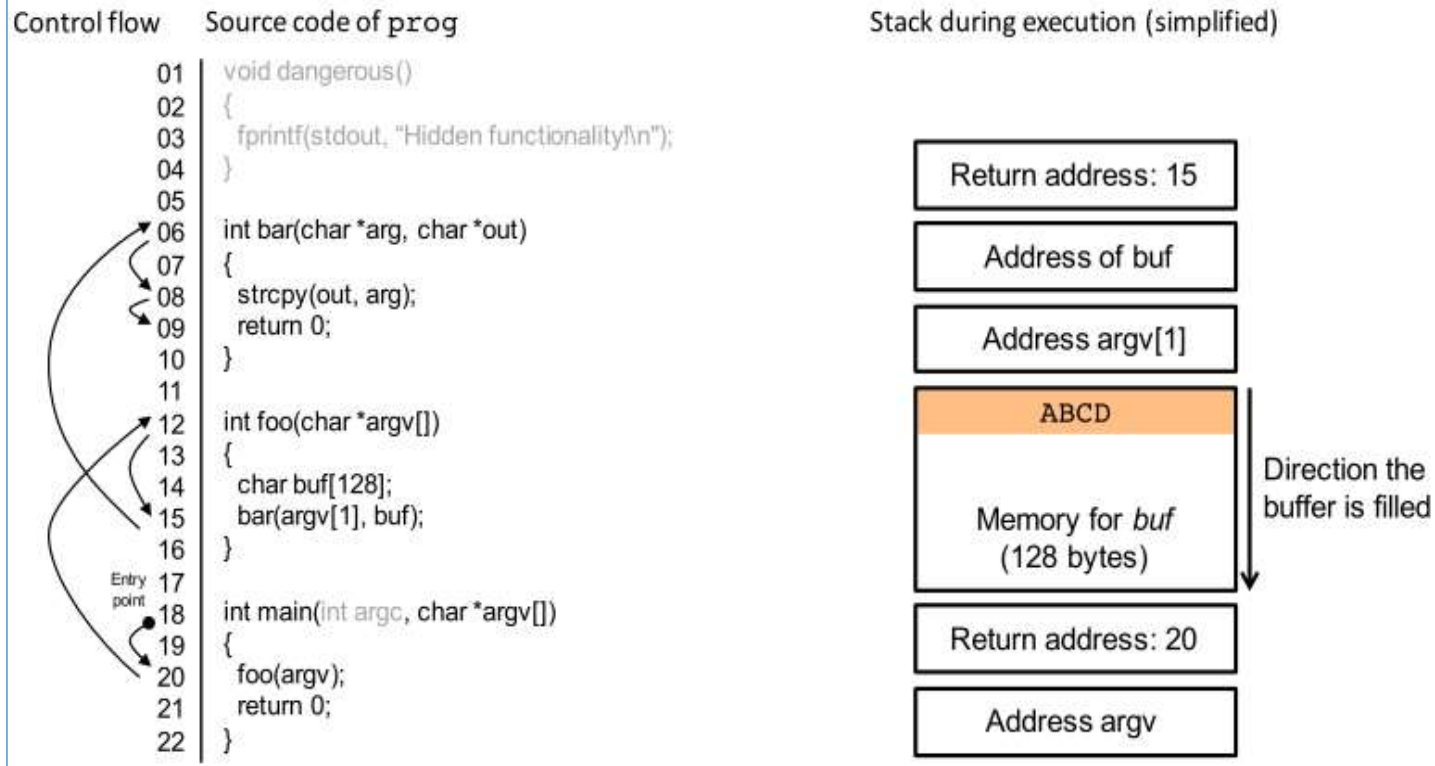 Control flow
Source code of prog
Stack during execution (simplified)
01 void dangerous()
02 {
03 fprintf(stdout, “Hidden functionality!\n");
04 }
05
06 int bar(char *arg, char *out)
07 {
08 strcpy(out, arg);
09 return 0;
10 }
11
12 int foo(char *argv[])
13 {
14 char buf[128];
15 bar(argv[1], buf);
16 }
17
Entry
point
18 int main(int argc, char *argv[])
19 {
20 foo(argv);
21 return 0;
22 }
Return address: 15
Address of buf
Address argv[1]
ABCD
Memory for buf
(128 bytes)
Direction the
buffer is filled
Return address: 20
Address argv